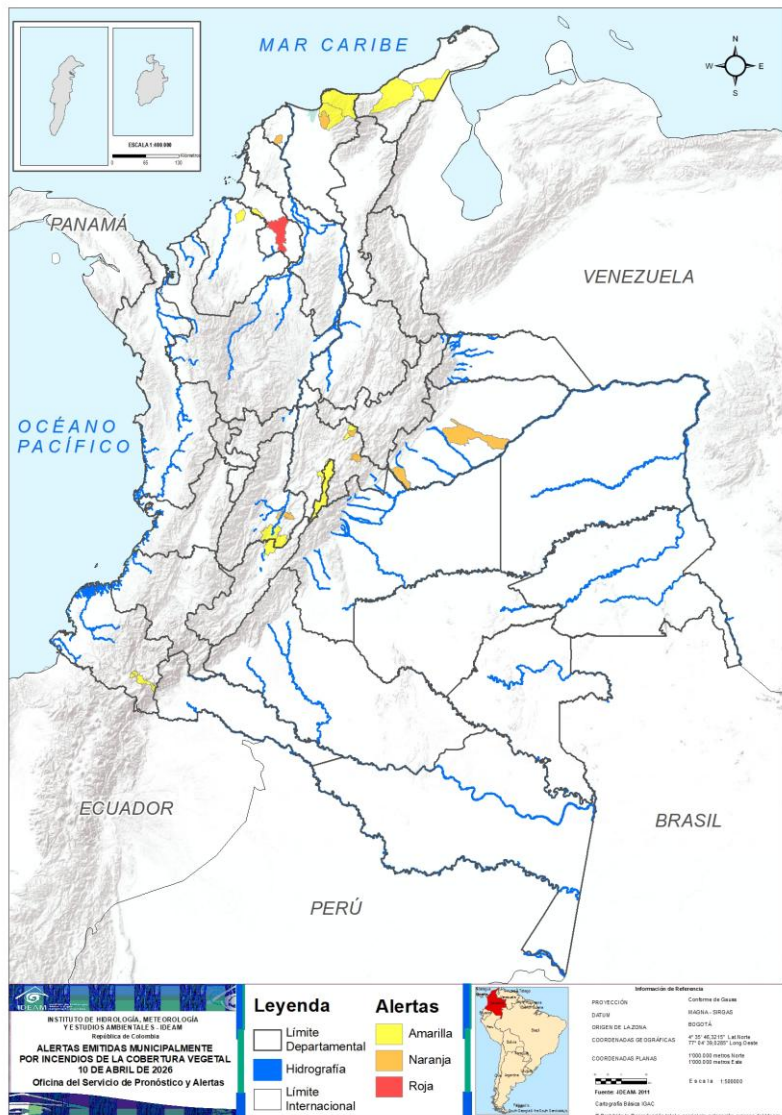 MAR CARIBE
N
W
E
S
ESCALA 1:600.000
PANAMÁ
VENEZUELA
OCÉANO
PACÍFICO
ECUADOR
BRASIL
PERÚ
IDEAM
INSTITUTO DE HIDROLOGÍA, METEOROLOGÍA
Y ESTUDIOS AMBIENTALES - IDEAM
República de Colombia
ALERTAS EMITIDAS MUNICIPALMENTE
POR INCENDIOS DE LA COBERTURA VEGETAL
10 DE ABRIL DE 2026
Oficina del Servicio de Pronóstico y Alertas
Leyenda
Límite
Departamental
Hidrografía
Límite
Internacional
Alertas
Amarilla
Naranja
Roja
Información de Referencia
PROYECCIÓN Conforme de Gauss
DATUM MAGNA - SIRGAS
ORIGEN DE LA ZONA BOGOTÁ
COORDENADAS GEOGRÁFICAS
COORDENADAS PLANAS 1'000.000 metros Norte
1'000.000 metros Este
Fuente: IDEAM 2011
Cartografía Básica IGAC